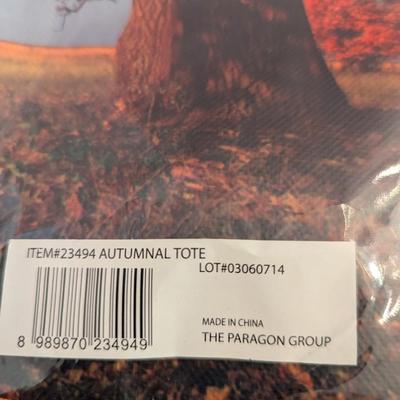 ITEM#23494 AUTUMNAL TOTE
LOT#03060714
MADE IN CHINA
8 989870 234949
THE PARAGON GROUP